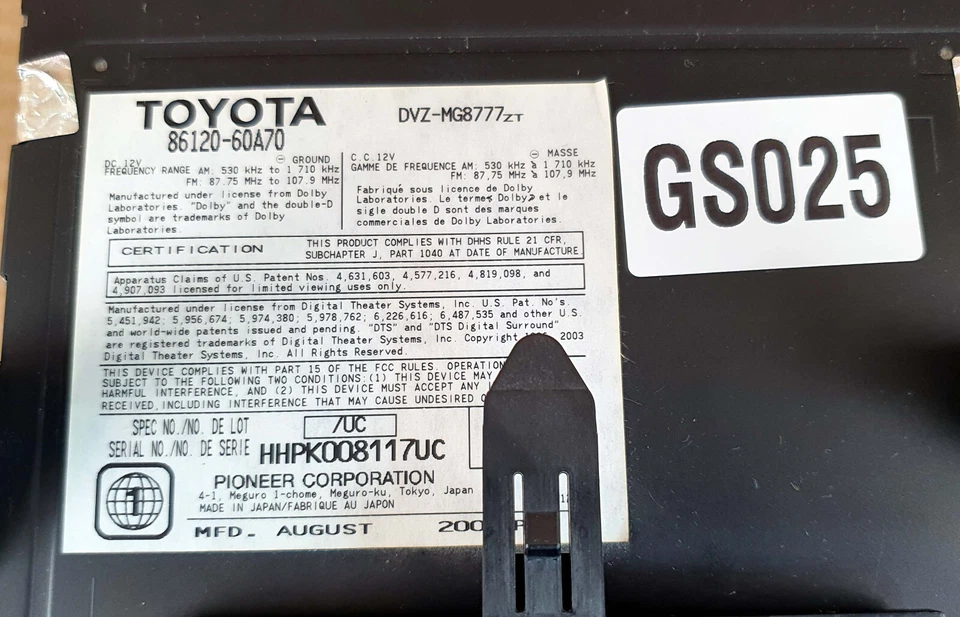 TOYOTA
86120-60A70
DVZ-MG8777ZT
DC.12V ⊖ GROUND
FREQUENCY RANGE AM: 530 kHz to 1 710 kHz
FM: 87.75 MHz to 107.9 MHz
Manufactured under license from Dolby
Laboratories. "Dolby" and the double-D
symbol are trademarks of Dolby
Laboratories.
C.C.12V ⊖ MASSE
GAMME DE FREQUENCE AM: 530 kHz à 1 710 kHz
FM: 87.75 MHz à 107,9 MHz
Fabriqué sous licence de Dolby
Laboratories. Le terme Dolby et le
sigle double D sont des marques
commerciales de Dolby Laboratories.
CERTIFICATION
THIS PRODUCT COMPLIES WITH DHHS RULE 21 CFR,
SUBCHAPTER J, PART 1040 AT DATE OF MANUFACTURE
Apparatus Claims of U.S. Patent Nos. 4,631,603, 4,577,216, 4,819,098, and
4,907,093 licensed for limited viewing uses only.
Manufactured under license from Digital Theater Systems, Inc. U.S. Pat. No's.
5,451,942; 5,956,674; 5,974,380; 5,978,762; 6,226,616; 6,487,535 and other U.S.
and world-wide patents issued and pending. "DTS" and "DTS Digital Surround"
are registered trademarks of Digital Theater Systems, Inc. Copyright 2003
Digital Theater Systems, Inc. All Rights Reserved.
THIS DEVICE COMPLIES WITH PART 15 OF THE FCC RULES. OPERATION
SUBJECT TO THE FOLLOWING TWO CONDITIONS:(1) THIS DEVICE MAY
HARMFUL INTERFERENCE, AND (2) THIS DEVICE MUST ACCEPT ANY
RECEIVED,INCLUDING INTERFERENCE THAT MAY CAUSE UNDESIRED
SPEC NO./NO. DE LOT /UC
SERIAL NO./NO. DE SERIE HHPK008117UC
1
PIONEER CORPORATION
4-1, Meguro 1-chome, Meguro-ku, Tokyo, Japan
MADE IN JAPAN/FABRIQUE AU JAPON
MFD. AUGUST 200
GS025